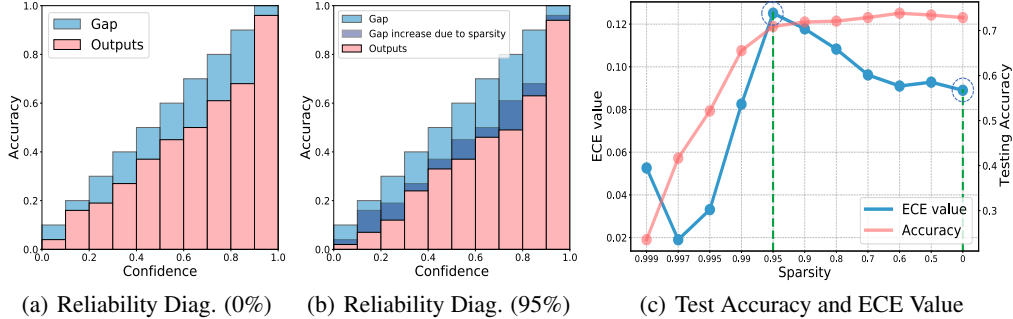 Gap
Outputs
Accuracy
1.0
0.8
0.6
0.4
0.2
0.0
0.0 0.2 0.4 0.6 0.8 1.0
Confidence
(a) Reliability Diag. (0%)
Gap
Gap increase due to sparsity
Outputs
Accuracy
1.0
0.8
0.6
0.4
0.2
0.0
0.0 0.2 0.4 0.6 0.8 1.0
Confidence
(b) Reliability Diag. (95%)
ECE value
0.12
0.10
0.08
0.06
0.04
0.02
Testing Accuracy
0.7
0.6
0.5
0.4
0.3
ECE value
Accuracy
0.999 0.997 0.995 0.99 0.95 0.9 0.8 0.7 0.6 0.5 0
Sparsity
(c) Test Accuracy and ECE Value